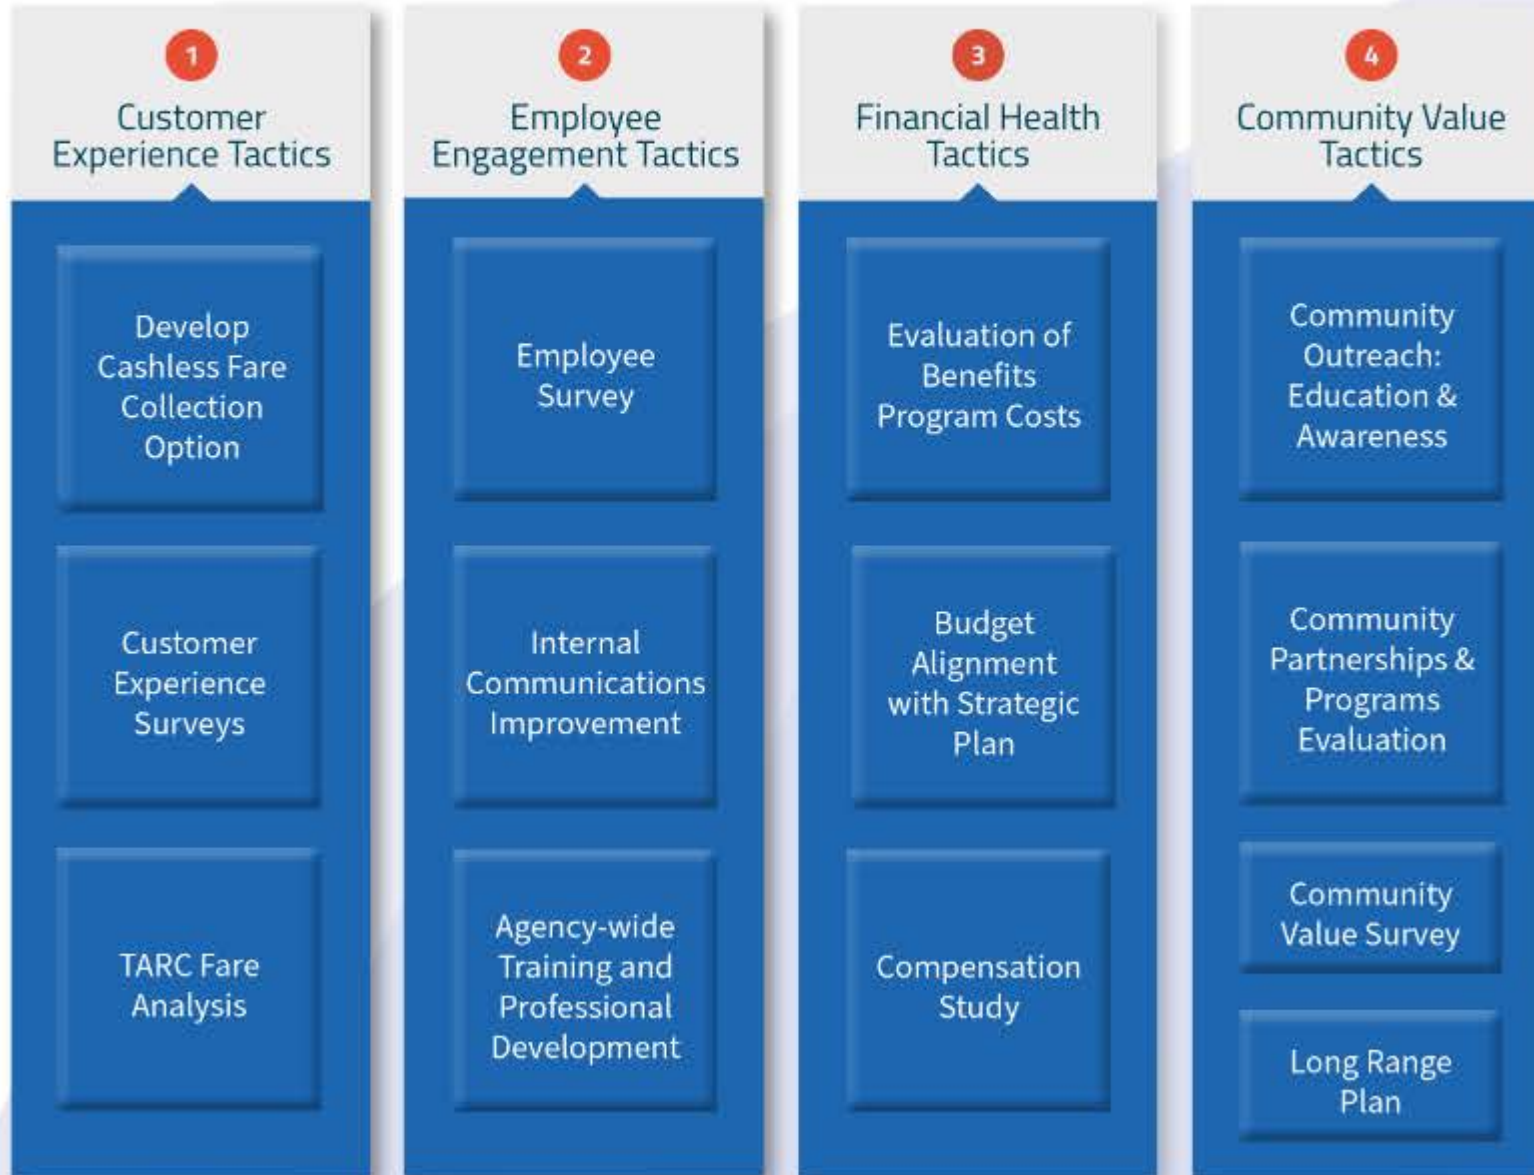 1
Customer
Experience Tactics
Develop
Cashless Fare
Collection
Option
Customer
Experience
Surveys
TARC Fare
Analysis
2
Employee
Engagement Tactics
Employee
Survey
Internal
Communications
Improvement
Agency-wide
Training and
Professional
Development
3
Financial Health
Tactics
Evaluation of
Benefits
Program Costs
Budget
Alignment
with Strategic
Plan
Compensation
Study
4
Community Value
Tactics
Community
Outreach:
Education &
Awareness
Community
Partnerships &
Programs
Evaluation
Community
Value Survey
Long Range
Plan